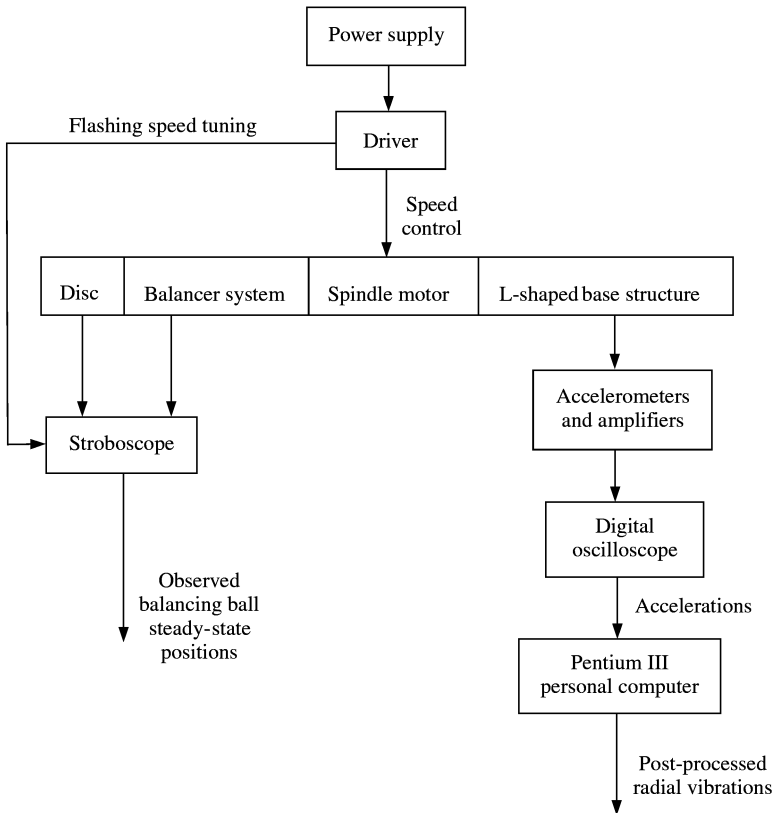 Power supply
Flashing speed tuning
Driver
Speed
control
Disc
Balancer system
Spindle motor
L-shaped base structure
Accelerometers
and amplifiers
Stroboscope
Digital
oscilloscope
Observed
balancing ball
steady-state
positions
Accelerations
Pentium III
personal computer
Post-processed
radial vibrations